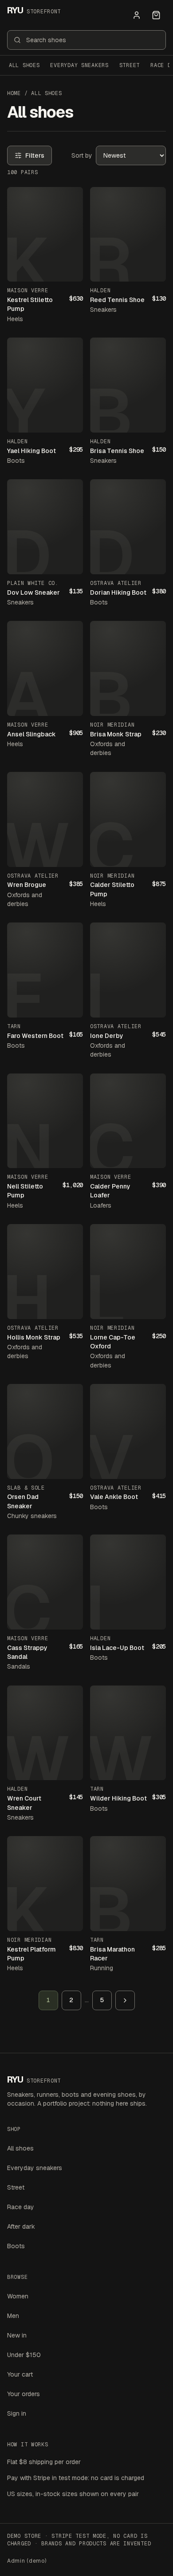 RYU STOREFRONT
Search shoes
ALL SHOES EVERYDAY SNEAKERS STREET RACE D
HOME / ALL SHOES
All shoes
Filters
Sort by Newest
100 PAIRS
K
MAISON VERRE
Kestrel Stiletto Pump $630
Heels
R
HALDEN
Reed Tennis Shoe $130
Sneakers
Y
HALDEN
Yael Hiking Boot $295
Boots
B
HALDEN
Brisa Tennis Shoe $150
Sneakers
D
PLAIN WHITE CO.
Dov Low Sneaker $135
Sneakers
D
OSTRAVA ATELIER
Dorian Hiking Boot $380
Boots
A
MAISON VERRE
Ansel Slingback $905
Heels
B
NOIR MERIDIAN
Brisa Monk Strap $230
Oxfords and derbies
W
OSTRAVA ATELIER
Wren Brogue $385
Oxfords and derbies
C
NOIR MERIDIAN
Calder Stiletto Pump $875
Heels
F
TARN
Faro Western Boot $165
Boots
I
OSTRAVA ATELIER
Ione Derby $545
Oxfords and derbies
N
MAISON VERRE
Nell Stiletto Pump $1,020
Heels
C
MAISON VERRE
Calder Penny Loafer $390
Loafers
H
OSTRAVA ATELIER
Hollis Monk Strap $535
Oxfords and derbies
L
NOIR MERIDIAN
Lorne Cap-Toe Oxford $250
Oxfords and derbies
O
SLAB & SOLE
Orsen Dad Sneaker $150
Chunky sneakers
V
OSTRAVA ATELIER
Vale Ankle Boot $415
Boots
C
MAISON VERRE
Cass Strappy Sandal $165
Sandals
I
HALDEN
Isla Lace-Up Boot $205
Boots
W
HALDEN
Wren Court Sneaker $145
Sneakers
W
TARN
Wilder Hiking Boot $305
Boots
K
NOIR MERIDIAN
Kestrel Platform Pump $830
Heels
B
TARN
Brisa Marathon Racer $285
Running
1 2 … 5
RYU STOREFRONT
Sneakers, runners, boots and evening shoes, by
occasion. A portfolio project: nothing here ships.
SHOP
All shoes
Everyday sneakers
Street
Race day
After dark
Boots
BROWSE
Women
Men
New in
Under $150
Your cart
Your orders
Sign in
HOW IT WORKS
Flat $8 shipping per order
Pay with Stripe in test mode: no card is charged
US sizes, in-stock sizes shown on every pair
DEMO STORE STRIPE TEST MODE, NO CARD IS
CHARGED BRANDS AND PRODUCTS ARE INVENTED
Admin (demo)